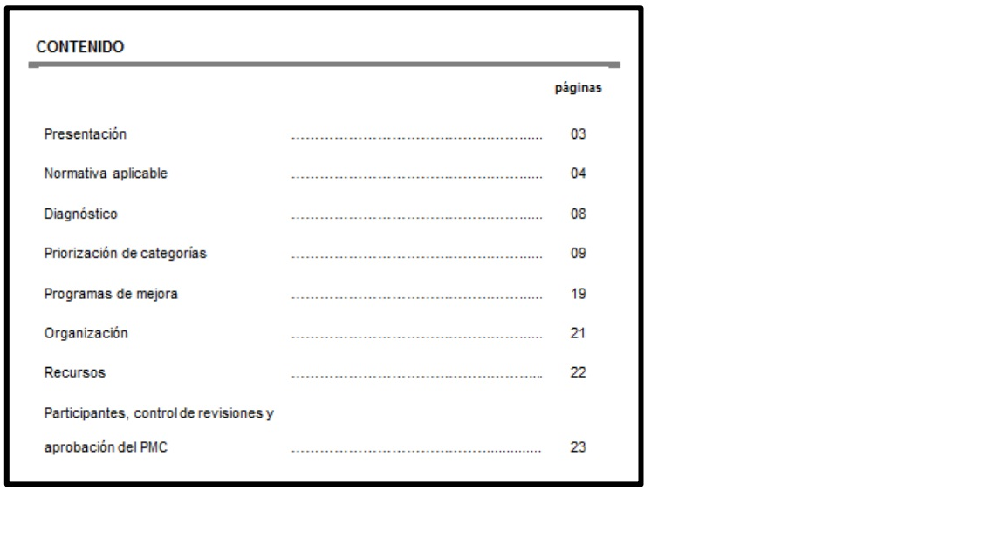 CONTENIDO
páginas
Presentación ........................................................ 03
Normativa aplicable ........................................................ 04
Diagnóstico ........................................................ 08
Priorización de categorías ........................................................ 09
Programas de mejora ........................................................ 19
Organización ........................................................ 21
Recursos ........................................................ 22
Participantes, control de revisiones y
aprobación del PMC ........................................................ 23